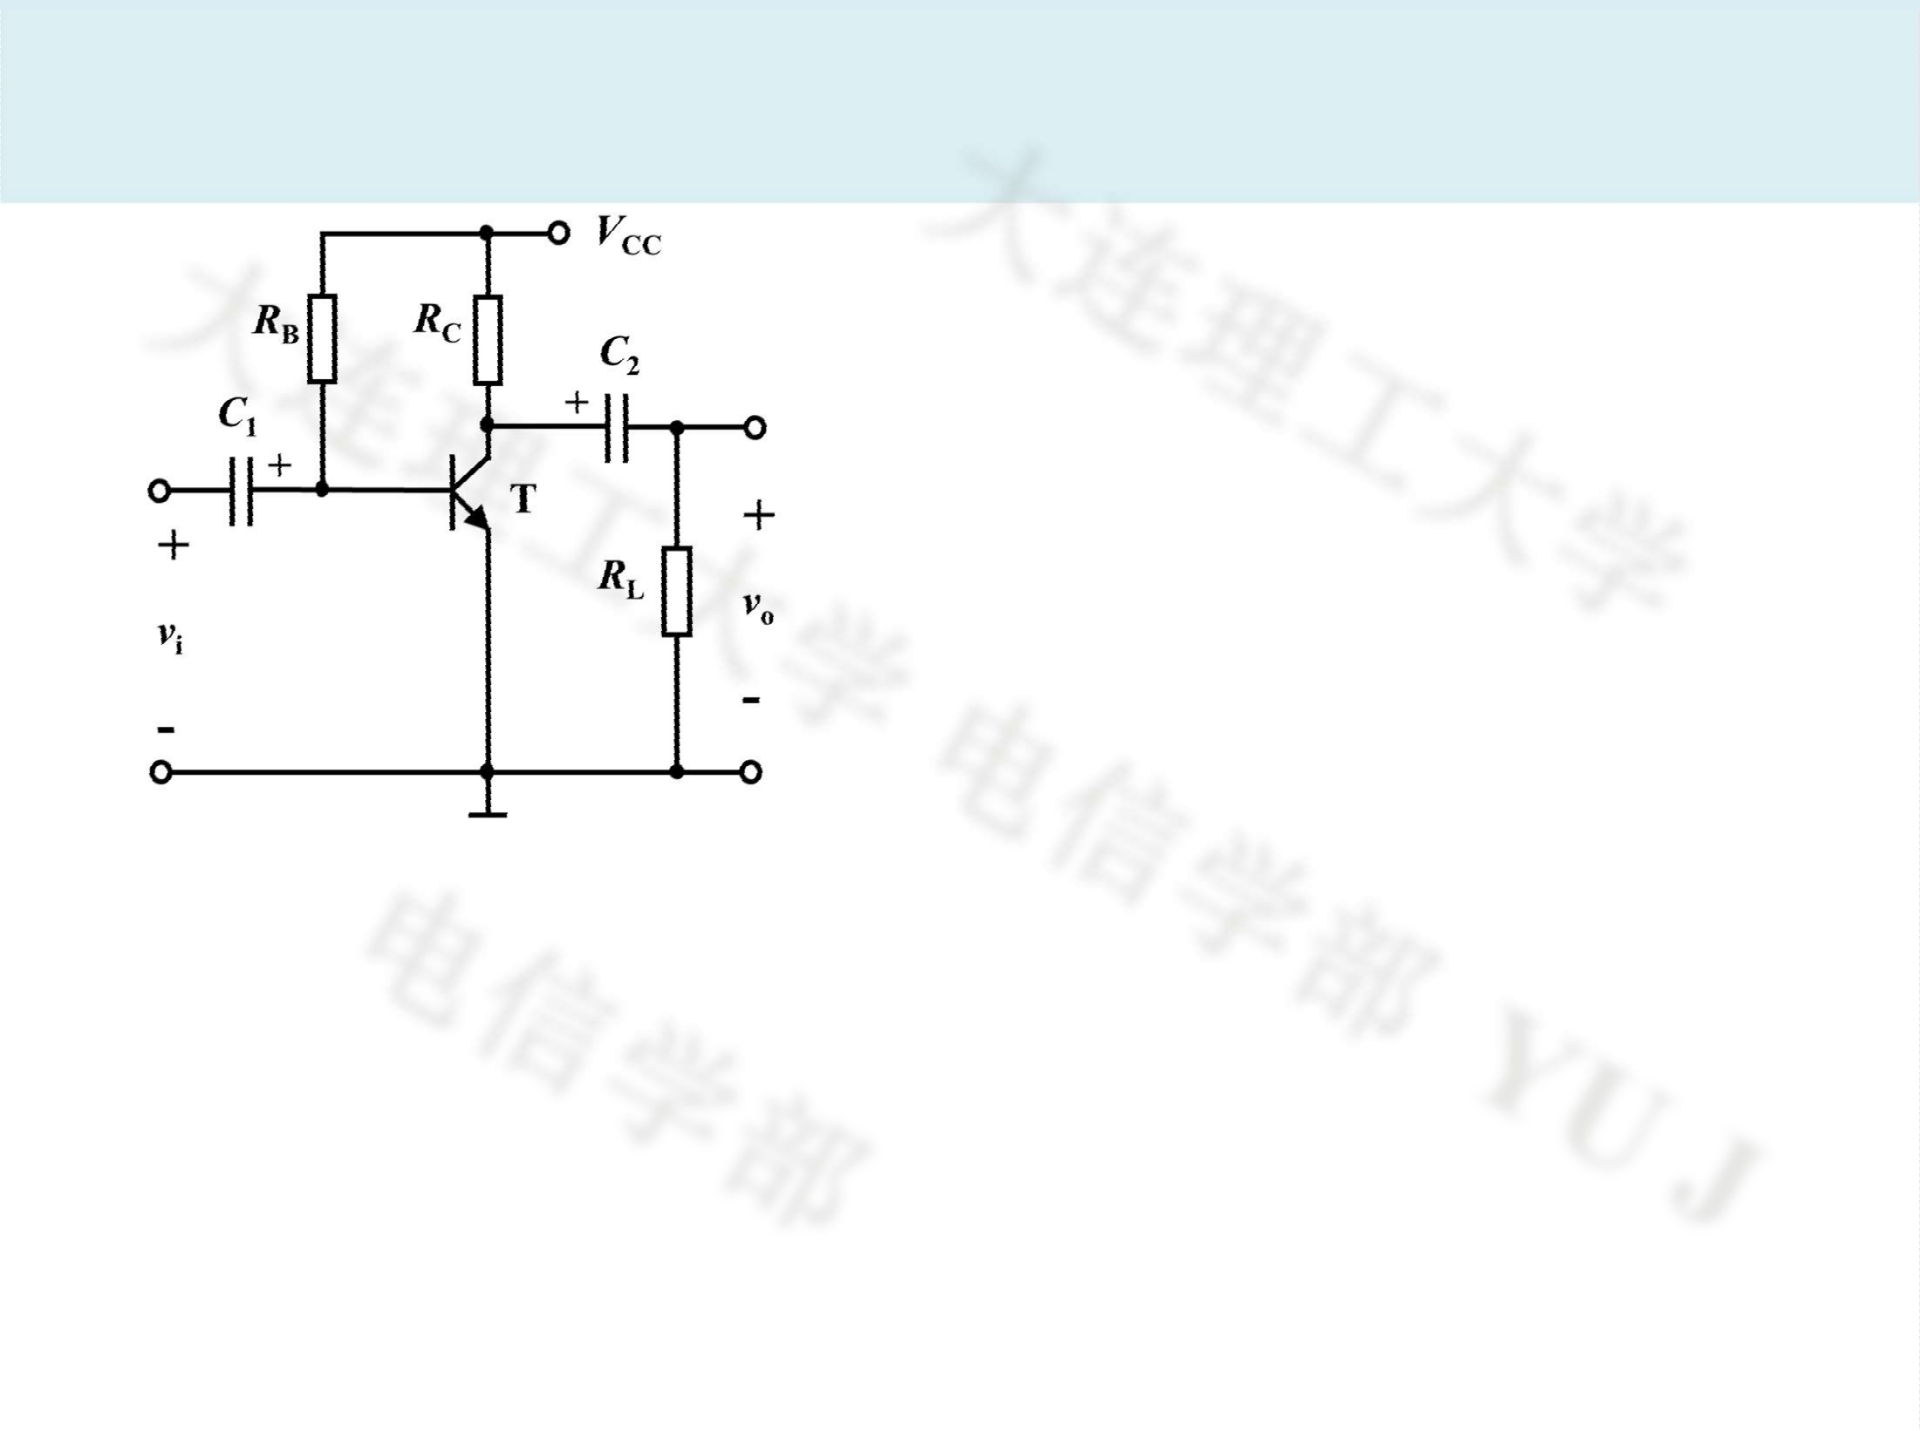 V_CC
R_B
R_C
C_2
C_1
+
+
T
+
+
R_L
v_o
v_i
-
-
大连理工大学
电信学部
大连理工大学
电信学部 YU J